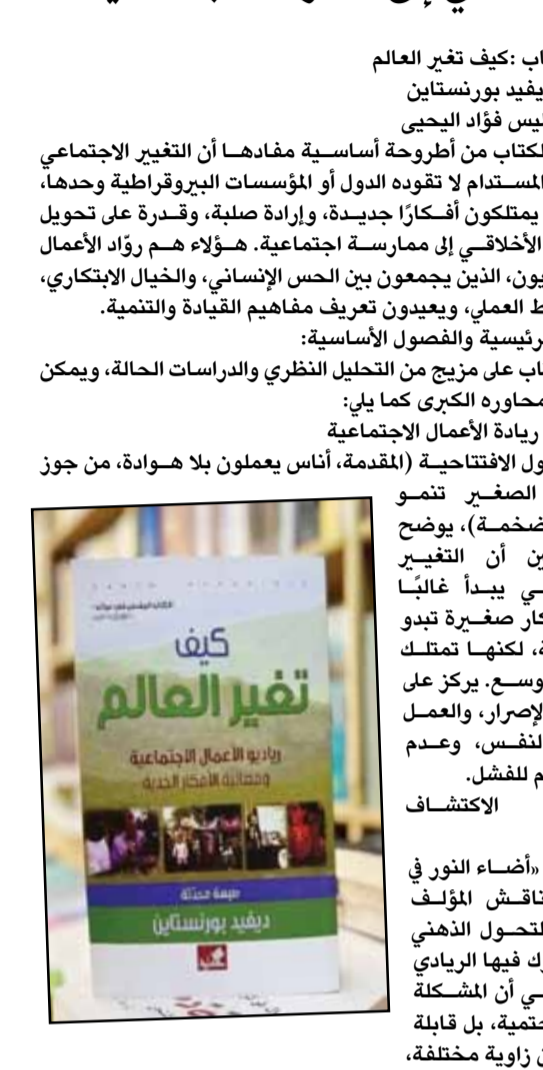 اب :كيف تغير العالم
يفيد بورنستاين
ليس فؤاد اليحيى
لكتاب من أطروحة أساسية مفادها أن التغيير الاجتماعي
المستدام لا تقوده الدول أو المؤسسات البيروقراطية وحدها،
يمتلكون أفكارًا جديدة، وإرادة صلبة، وقدرة على تحويل
الأخلاقي إلى ممارسة اجتماعية. هؤلاء هم روّاد الأعمال
يون، الذين يجمعون بين الحس الإنساني، والخيال الابتكاري،
ط العملي، ويعيدون تعريف مفاهيم القيادة والتنمية.
رئيسية والفصول الأساسية:
اب على مزيج من التحليل النظري والدراسات الحالة، ويمكن
محاوره الكبرى كما يلي:
ريادة الأعمال الاجتماعية
ول الافتتاحية (المقدمة، أناس يعملون بلا هوادة، من جوز
الصغير تنمو
ضخمة)، يوضح
ين أن التغيير
ي يبدأ غالبًا
كار صغيرة تبدو
ة، لكنها تمتلك
وسع. يركز على
لإصرار، والعمل
لنفس، وعدم
م للفشل.
الاكتشاف
«أضاء النور في
ناقش المؤلف
لتحول الذهني
رك فيها الريادي
ي أن المشكلة
حتمية، بل قابلة
ن زاوية مختلفة،
كيف
تغير العالم
رياديو الأعمال الاجتماعية
وفعالية الأفكار الجديدة
طبعة محدثة
ديفيد بورنستاين